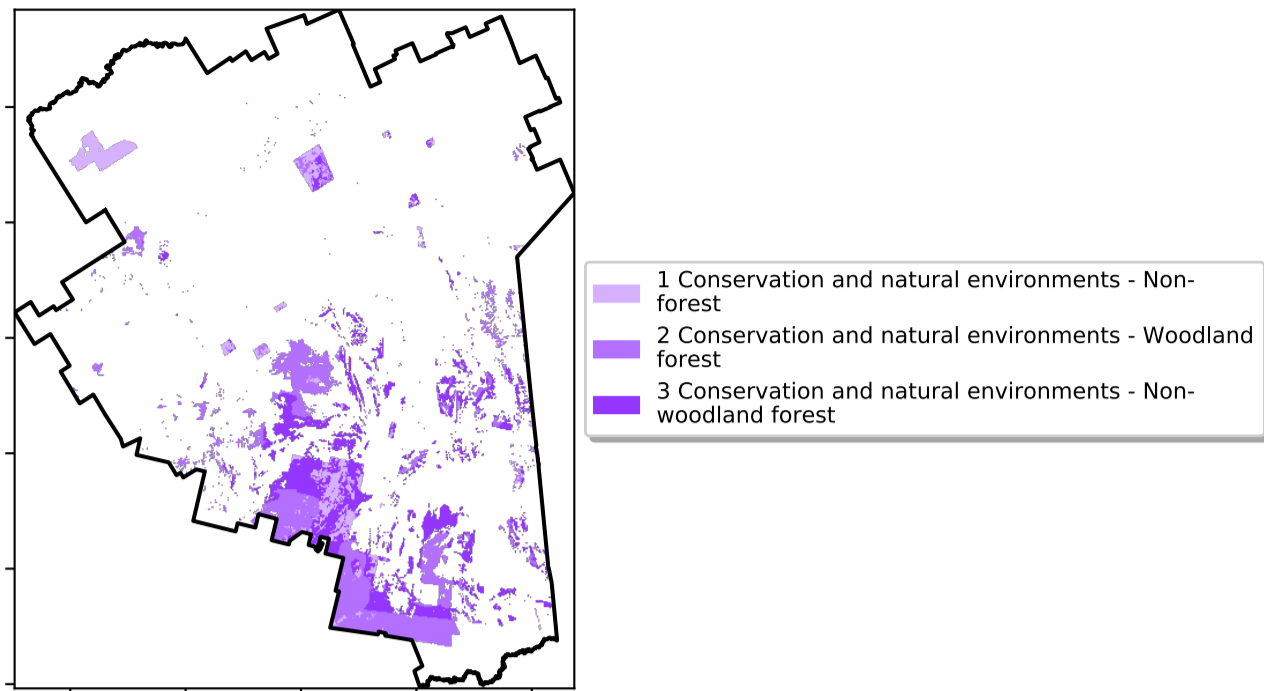 1 Conservation and natural environments - Non-
forest
2 Conservation and natural environments - Woodland
forest
3 Conservation and natural environments - Non-
woodland forest